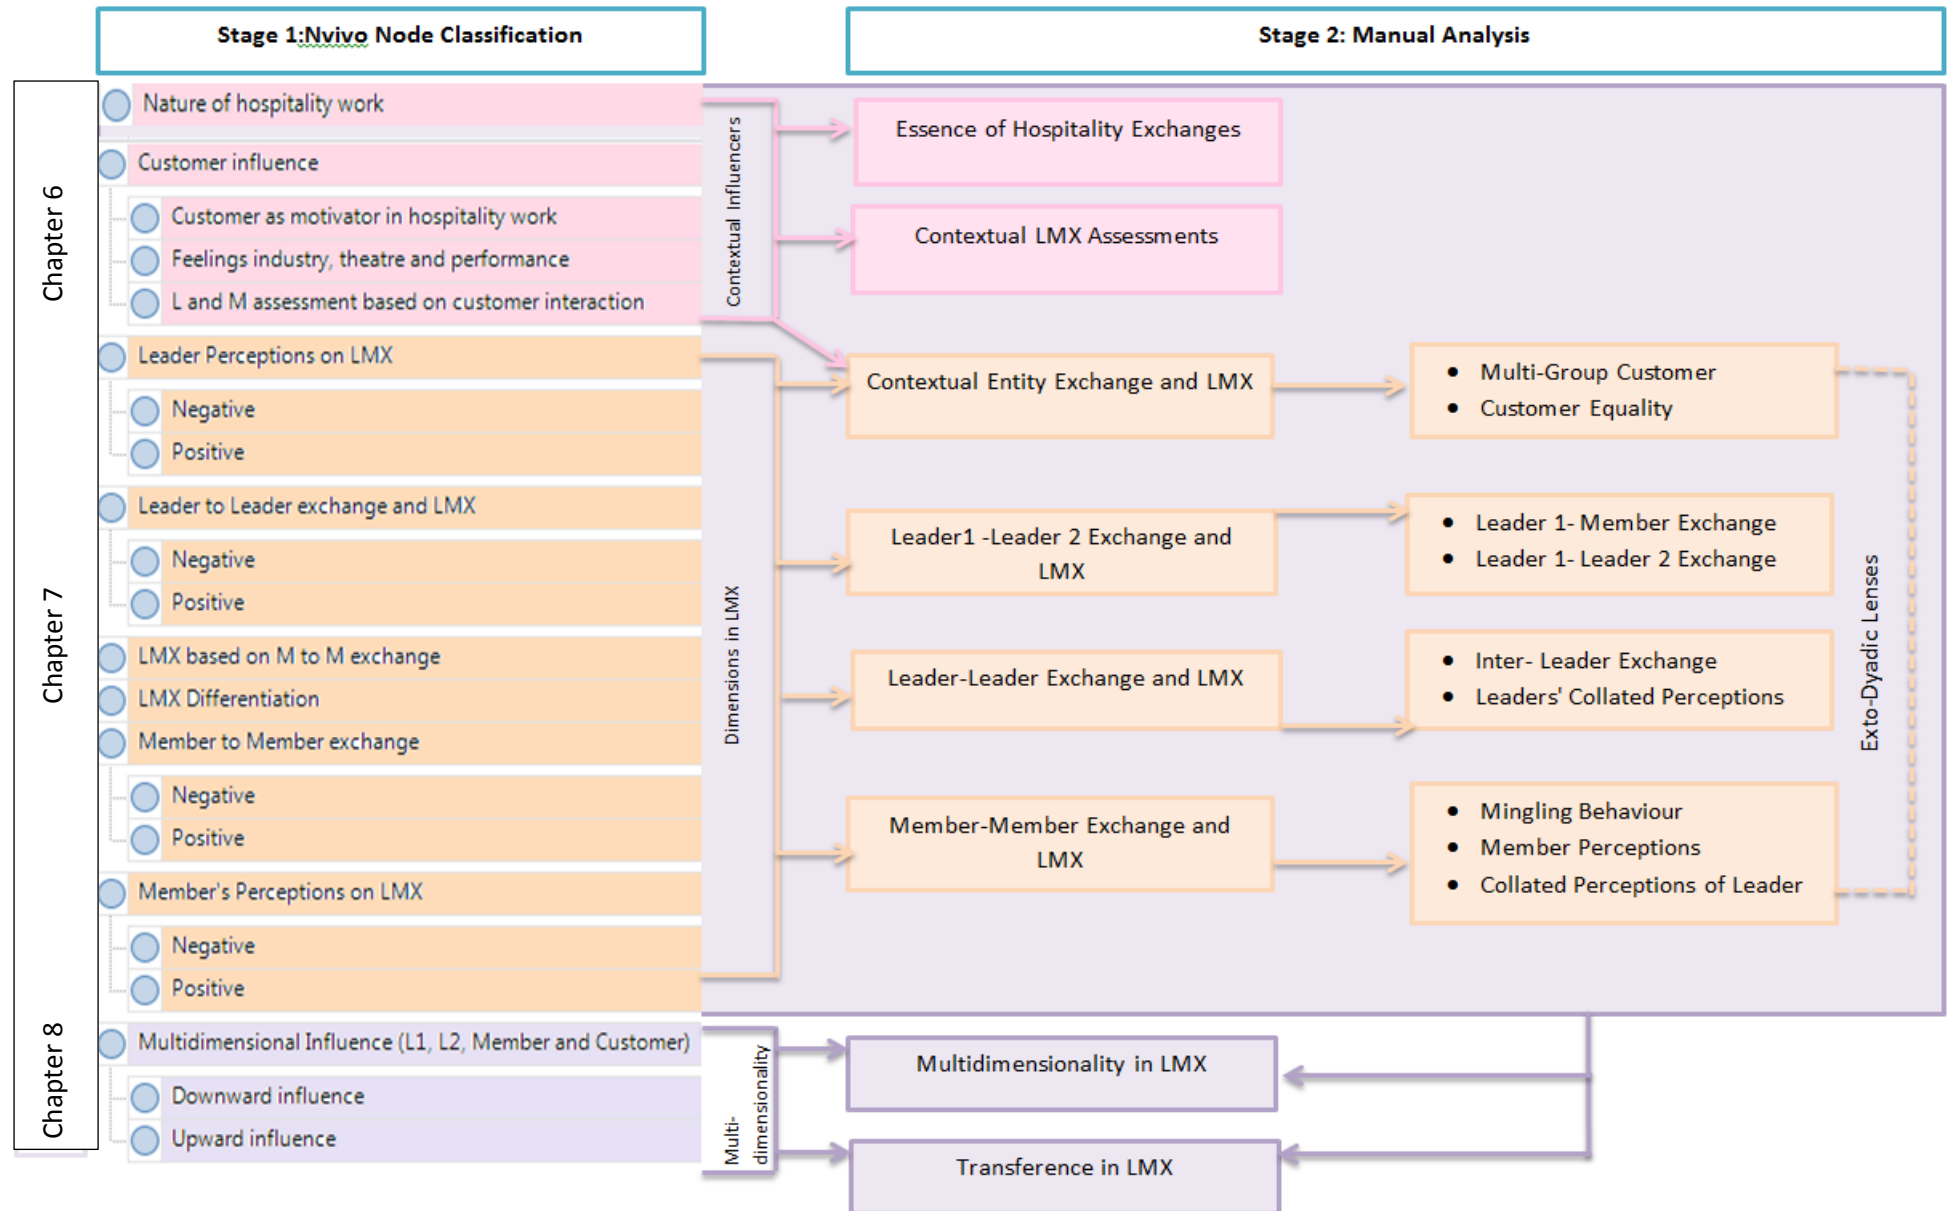 Stage 1:Nvivo Node Classification
Stage 2: Manual Analysis
Chapter 6
Nature of hospitality work
Customer influence
Customer as motivator in hospitality work
Feelings industry, theatre and performance
L and M assessment based on customer interaction
Contextual Influencers
Essence of Hospitality Exchanges
Contextual LMX Assessments
Chapter 7
Leader Perceptions on LMX
Negative
Positive
Leader to Leader exchange and LMX
Negative
Positive
LMX based on M to M exchange
LMX Differentiation
Member to Member exchange
Negative
Positive
Member's Perceptions on LMX
Negative
Positive
Dimensions in LMX
Contextual Entity Exchange and LMX
• Multi-Group Customer
• Customer Equality
Leader1 -Leader 2 Exchange and
LMX
• Leader 1- Member Exchange
• Leader 1- Leader 2 Exchange
Leader-Leader Exchange and LMX
• Inter- Leader Exchange
• Leaders' Collated Perceptions
Member-Member Exchange and
LMX
• Mingling Behaviour
• Member Perceptions
• Collated Perceptions of Leader
Exto-Dyadic Lenses
Chapter 8
Multidimensional Influence (L1, L2, Member and Customer)
Downward influence
Upward influence
Multi-
dimensionality
Multidimensionality in LMX
Transference in LMX